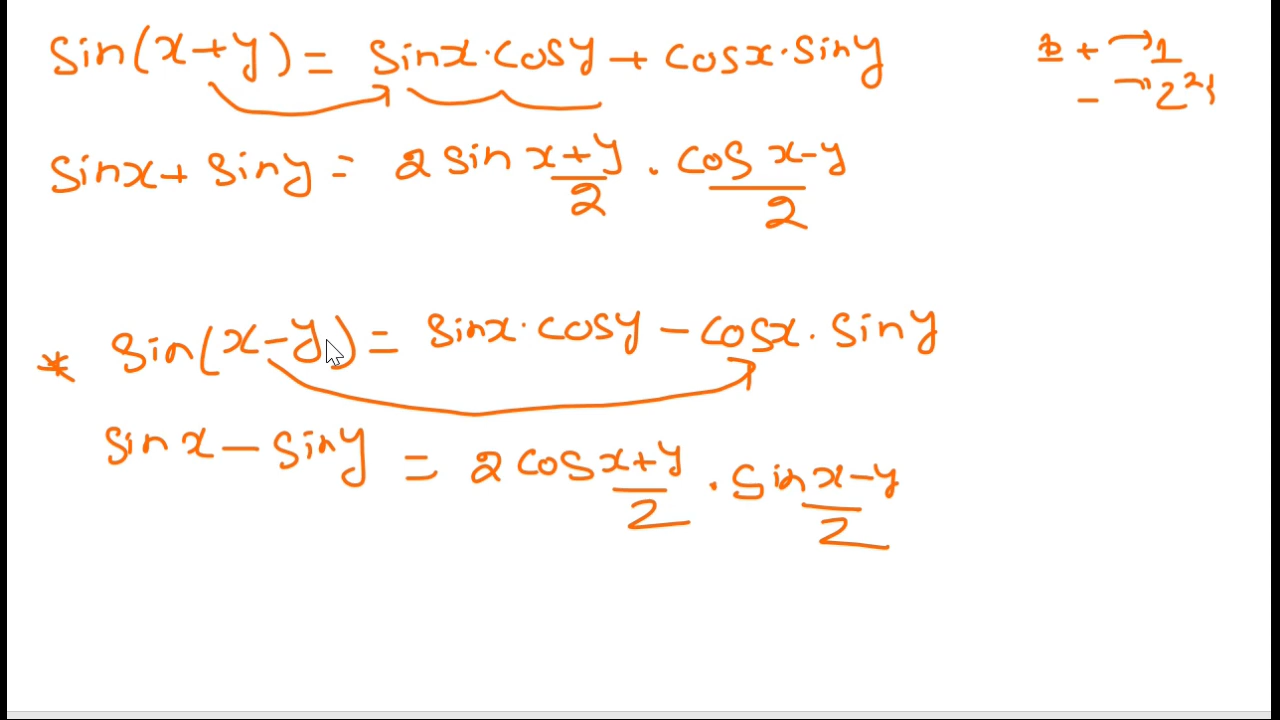 sin(x+y) = sinx·cosy + cosx·siny
+ → 1
-
sinx + siny = 2 sin x+y/2 . cos x-y/2
* sin(x-y) = sinx·cosy - cosx·siny
sinx - siny = 2 cos x+y/2 . sin x-y/2